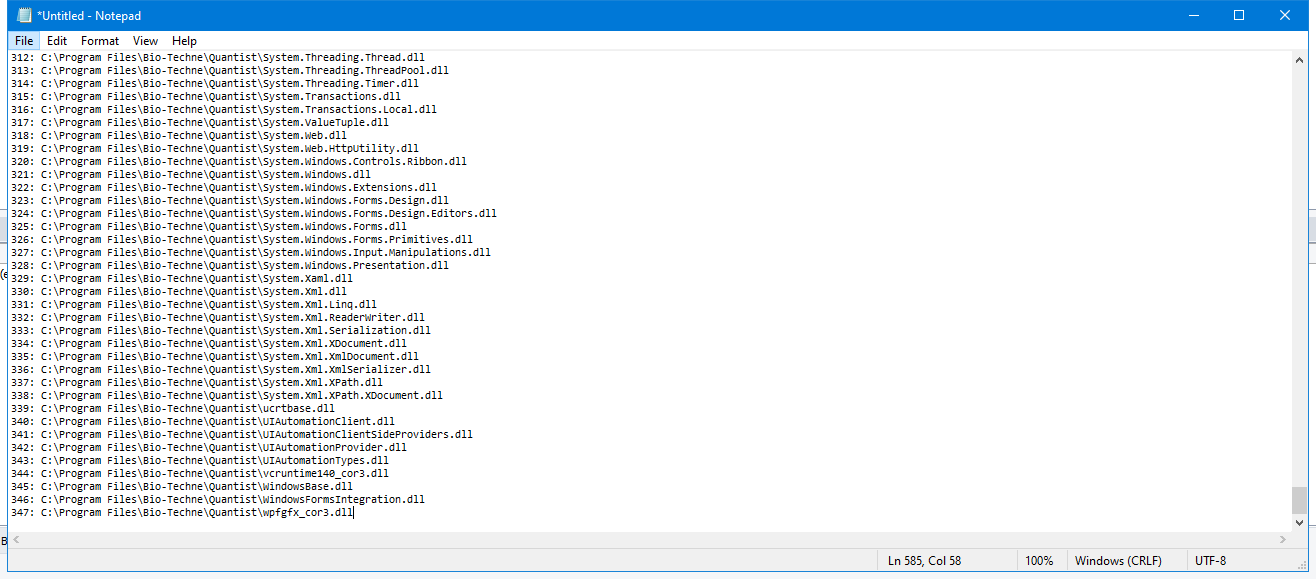 *Untitled - Notepad
File Edit Format View Help
312: C:\Program Files\Bio-Techne\Quantist\System.Threading.Thread.dll
313: C:\Program Files\Bio-Techne\Quantist\System.Threading.ThreadPool.dll
314: C:\Program Files\Bio-Techne\Quantist\System.Threading.Timer.dll
315: C:\Program Files\Bio-Techne\Quantist\System.Transactions.dll
316: C:\Program Files\Bio-Techne\Quantist\System.Transactions.Local.dll
317: C:\Program Files\Bio-Techne\Quantist\System.ValueTuple.dll
318: C:\Program Files\Bio-Techne\Quantist\System.Web.dll
319: C:\Program Files\Bio-Techne\Quantist\System.Web.HttpUtility.dll
320: C:\Program Files\Bio-Techne\Quantist\System.Windows.Controls.Ribbon.dll
321: C:\Program Files\Bio-Techne\Quantist\System.Windows.dll
322: C:\Program Files\Bio-Techne\Quantist\System.Windows.Extensions.dll
323: C:\Program Files\Bio-Techne\Quantist\System.Windows.Forms.Design.dll
324: C:\Program Files\Bio-Techne\Quantist\System.Windows.Forms.Design.Editors.dll
325: C:\Program Files\Bio-Techne\Quantist\System.Windows.Forms.dll
326: C:\Program Files\Bio-Techne\Quantist\System.Windows.Forms.Primitives.dll
327: C:\Program Files\Bio-Techne\Quantist\System.Windows.Input.Manipulations.dll
328: C:\Program Files\Bio-Techne\Quantist\System.Windows.Presentation.dll
329: C:\Program Files\Bio-Techne\Quantist\System.Xaml.dll
330: C:\Program Files\Bio-Techne\Quantist\System.Xml.dll
331: C:\Program Files\Bio-Techne\Quantist\System.Xml.Linq.dll
332: C:\Program Files\Bio-Techne\Quantist\System.Xml.ReaderWriter.dll
333: C:\Program Files\Bio-Techne\Quantist\System.Xml.Serialization.dll
334: C:\Program Files\Bio-Techne\Quantist\System.Xml.XDocument.dll
335: C:\Program Files\Bio-Techne\Quantist\System.Xml.XmlDocument.dll
336: C:\Program Files\Bio-Techne\Quantist\System.Xml.XmlSerializer.dll
337: C:\Program Files\Bio-Techne\Quantist\System.Xml.XPath.dll
338: C:\Program Files\Bio-Techne\Quantist\System.Xml.XPath.XDocument.dll
339: C:\Program Files\Bio-Techne\Quantist\ucrtbase.dll
340: C:\Program Files\Bio-Techne\Quantist\UIAutomationClient.dll
341: C:\Program Files\Bio-Techne\Quantist\UIAutomationClientSideProviders.dll
342: C:\Program Files\Bio-Techne\Quantist\UIAutomationProvider.dll
343: C:\Program Files\Bio-Techne\Quantist\UIAutomationTypes.dll
344: C:\Program Files\Bio-Techne\Quantist\vcruntime140_cor3.dll
345: C:\Program Files\Bio-Techne\Quantist\WindowsBase.dll
346: C:\Program Files\Bio-Techne\Quantist\WindowsFormsIntegration.dll
347: C:\Program Files\Bio-Techne\Quantist\wpfgfx_cor3.dll
Ln 585, Col 58 100% Windows (CRLF) UTF-8